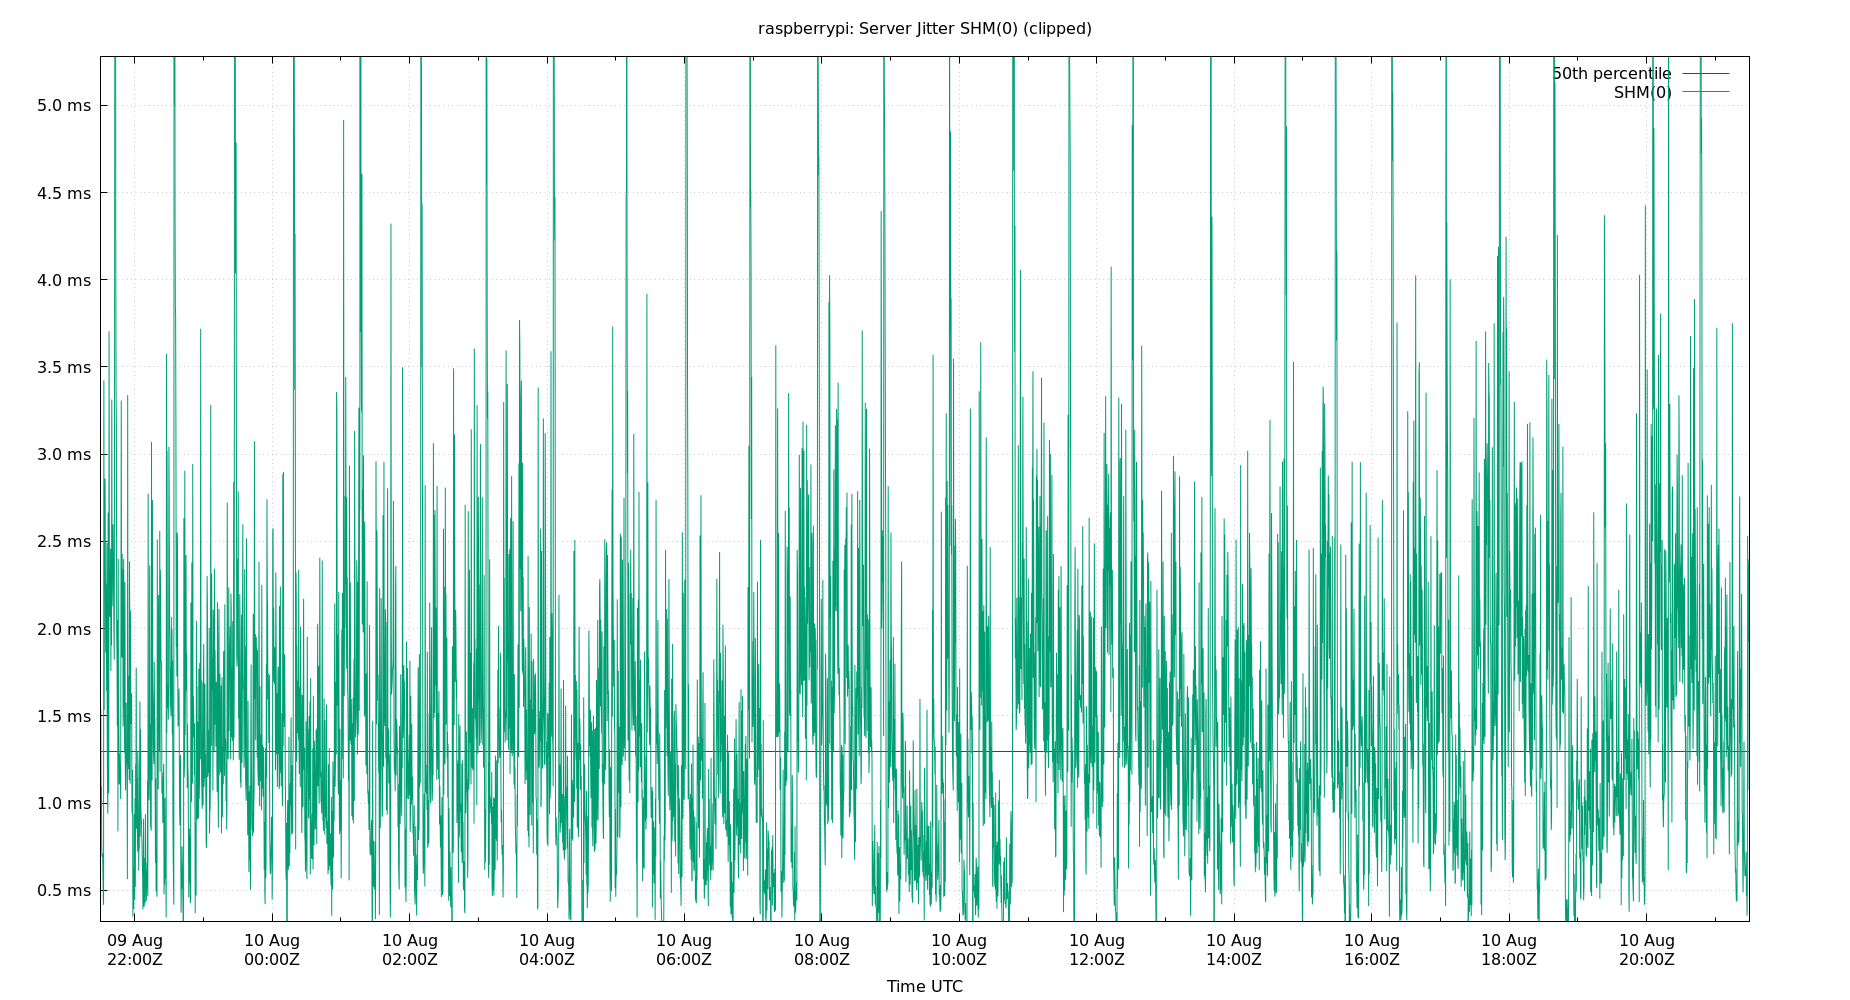 raspberrypi: Server Jitter SHM(0) (clipped)
50th percentile
SHM(0)
5.0 ms
4.5 ms
4.0 ms
3.5 ms
3.0 ms
2.5 ms
2.0 ms
1.5 ms
1.0 ms
0.5 ms
09 Aug 10 Aug 10 Aug 10 Aug 10 Aug 10 Aug 10 Aug 10 Aug 10 Aug 10 Aug 10 Aug 10 Aug
22:00Z 00:00Z 02:00Z 04:00Z 06:00Z 08:00Z 10:00Z 12:00Z 14:00Z 16:00Z 18:00Z 20:00Z
Time UTC